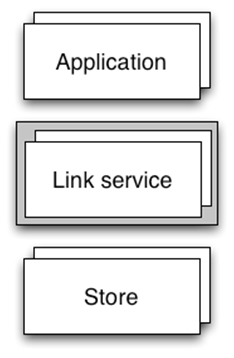 Application
Link service
Store